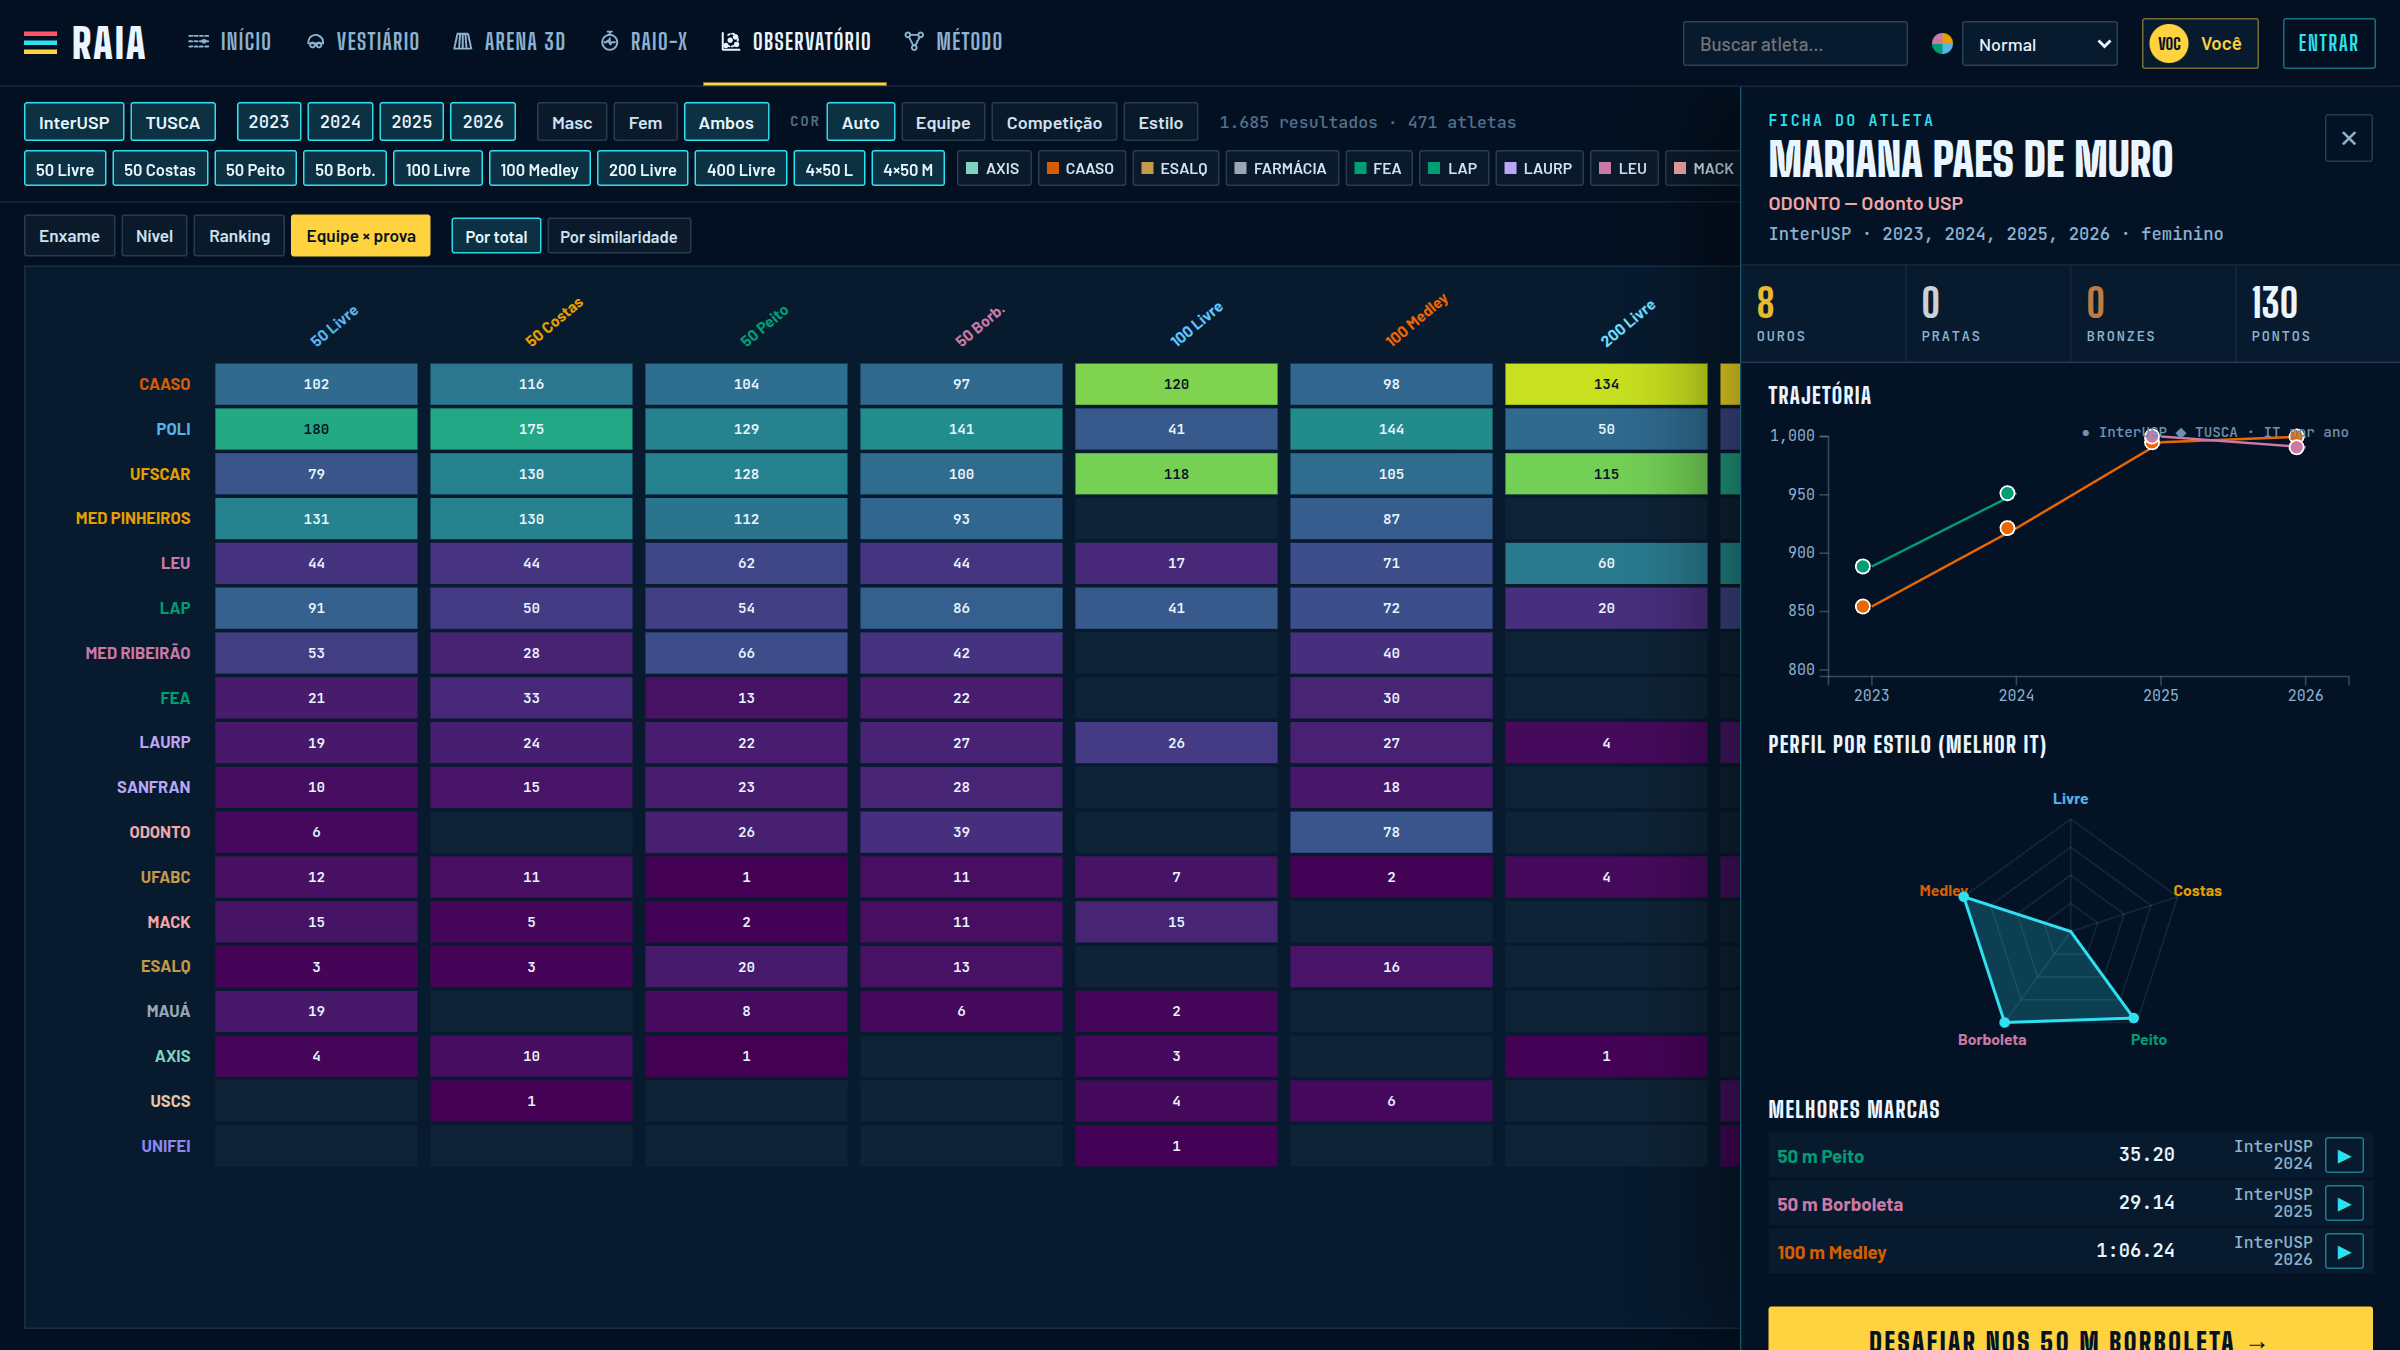 RAIA INÍCIO VESTIÁRIO ARENA 3D RAIO-X OBSERVATÓRIO MÉTODO Buscar atleta... Normal VOC Você ENTRAR
InterUSP TUSCA 2023 2024 2025 2026 Masc Fem Ambos COR Auto Equipe Competição Estilo 1.685 resultados · 471 atletas
50 Livre 50 Costas 50 Peito 50 Borb. 100 Livre 100 Medley 200 Livre 400 Livre 4×50 L 4×50 M AXIS CAASO ESALQ FARMÁCIA FEA LAP LAURP LEU MACK
Enxame Nível Ranking Equipe × prova Por total Por similaridade
50 Livre 50 Costas 50 Peito 50 Borb. 100 Livre 100 Medley 200 Livre
CAASO 102 116 104 97 120 98 134
POLI 180 175 129 141 41 144 50
UFSCAR 79 130 128 100 118 105 115
MED PINHEIROS 131 130 112 93 87
LEU 44 44 62 44 17 71 60
LAP 91 50 54 86 41 72 20
MED RIBEIRÃO 53 28 66 42 40
FEA 21 33 13 22 30
LAURP 19 24 22 27 26 27 4
SANFRAN 10 15 23 28 18
ODONTO 6 26 39 78
UFABC 12 11 1 11 7 2 4
MACK 15 5 2 11 15
ESALQ 3 3 20 13 16
MAUÁ 19 8 6 2
AXIS 4 10 1 3 1
USCS 1 4 6
UNIFEI 1
FICHA DO ATLETA
MARIANA PAES DE MURO
ODONTO — Odonto USP
InterUSP · 2023, 2024, 2025, 2026 · feminino
8 0 0 130
OUROS PRATAS BRONZES PONTOS
TRAJETÓRIA
● InterUSP ◆ TUSCA · IT por ano
1,000
950
900
850
800
2023 2024 2025 2026
PERFIL POR ESTILO (MELHOR IT)
Livre
Medley Costas
Borboleta Peito
MELHORES MARCAS
50 m Peito 35.20 InterUSP 2024
50 m Borboleta 29.14 InterUSP 2025
100 m Medley 1:06.24 InterUSP 2026
DESAFIAR NOS 50 M BORBOLETA →